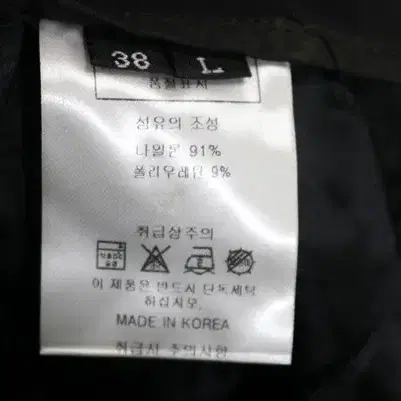 38 L
품질표시
섬유의 조성
나일론 91%
폴리우레탄 9%
취급상주의
이 제품은 반드시 단독세탁
하십시오.
MADE IN KOREA
취급시 주의사항